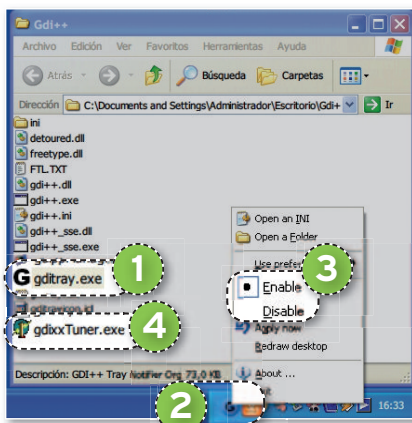 Gdi++
Archivo Edición Ver Favoritos Herramientas Ayuda
Atrás Búsqueda Carpetas
Dirección C:\Documents and Settings\Administrador\Escritorio\Gdi+ Ir
ini
detoured.dll
freetype.dll
FTL.TXT
gdi++.dll
gdi++.exe
gdi++.ini
gdi++_sse.dll
gdi++_sse.exe
G gditray.exe
1
gdixxTuner.exe
4
Open an INI
Open a Folder
Use
3
Enable
Disable
Apply now
Redraw desktop
About ...
Descripción: GDI++ Tray Notifier Org 73,0 KB
2
16:33